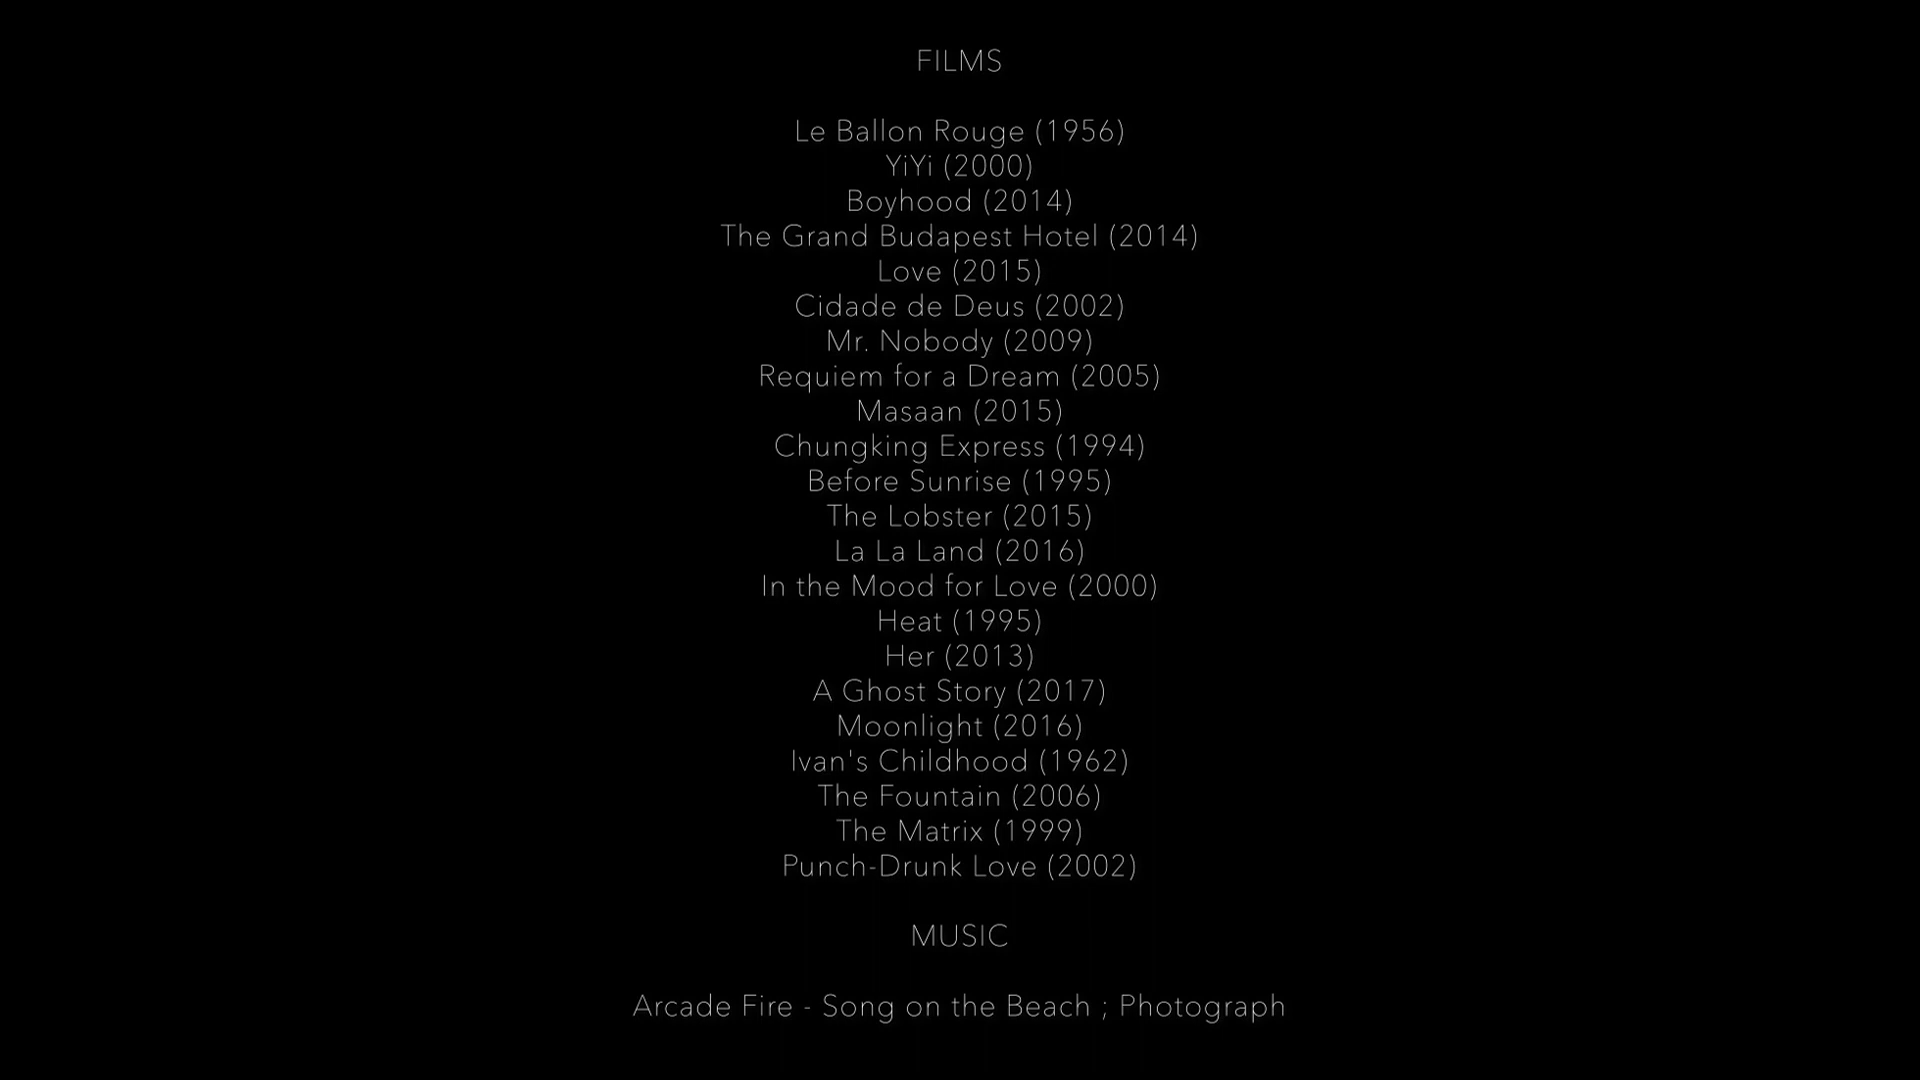 FILMS
Le Ballon Rouge (1956)
YiYi (2000)
Boyhood (2014)
The Grand Budapest Hotel (2014)
Love (2015)
Cidade de Deus (2002)
Mr. Nobody (2009)
Requiem for a Dream (2005)
Masaan (2015)
Chungking Express (1994)
Before Sunrise (1995)
The Lobster (2015)
La La Land (2016)
In the Mood for Love (2000)
Heat (1995)
Her (2013)
A Ghost Story (2017)
Moonlight (2016)
Ivan's Childhood (1962)
The Fountain (2006)
The Matrix (1999)
Punch-Drunk Love (2002)
MUSIC
Arcade Fire - Song on the Beach ; Photograph